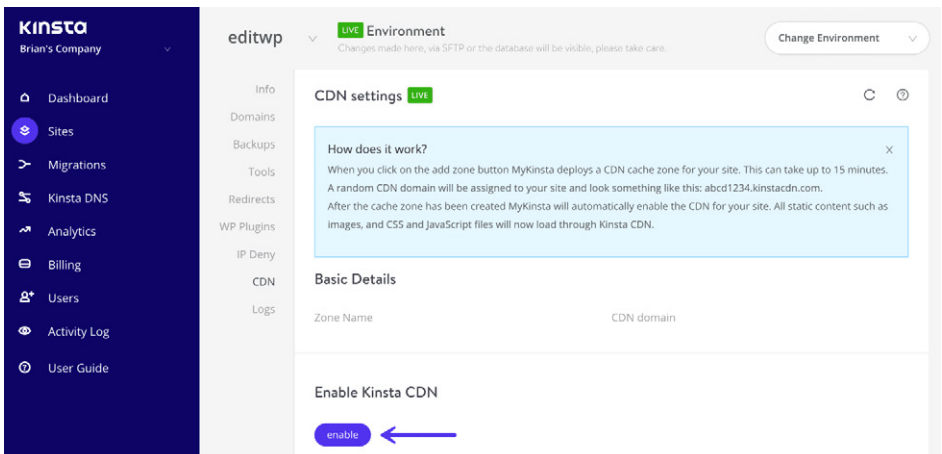 KINSTA
Brian's Company
Dashboard
Sites
Migrations
Kinsta DNS
Analytics
Billing
Users
Activity Log
User Guide
editwp
LIVE Environment
Changes made here, via SFTP or the database will be visible, please take care.
Change Environment
Info
Domains
Backups
Tools
Redirects
WP Plugins
IP Deny
CDN
Logs
CDN settings LIVE
How does it work?
When you click on the add zone button MyKinsta deploys a CDN cache zone for your site. This can take up to 15 minutes.
A random CDN domain will be assigned to your site and look something like this: abcd1234.kinstacdn.com.
After the cache zone has been created MyKinsta will automatically enable the CDN for your site. All static content such as
images, and CSS and JavaScript files will now load through Kinsta CDN.
Basic Details
Zone Name CDN domain
Enable Kinsta CDN
enable